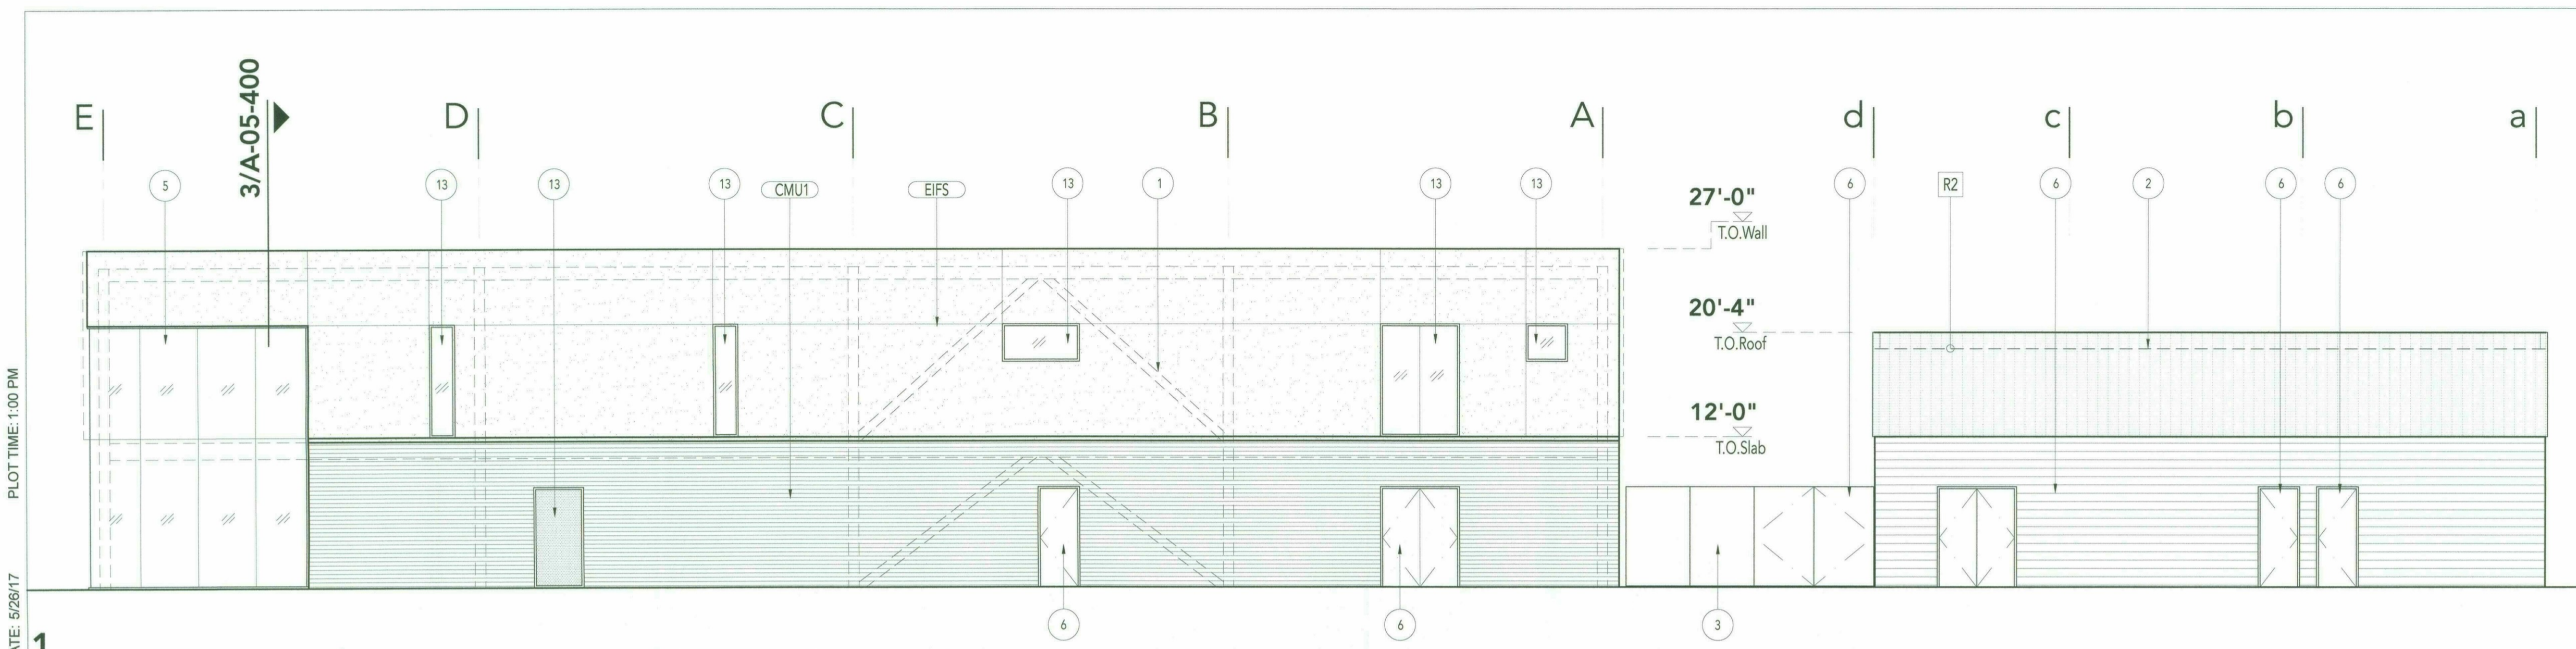 E
3/A-05-400
D
C
B
A
d
c
b
a
5
13
13
13
CMU1
EIFS
13
1
13
13
27'-0"
T.O.Wall
6
R2
6
2
6
6
20'-4"
T.O.Roof
12'-0"
T.O.Slab
6
6
3
PLOT TIME: 1:00 PM
ATE: 5/26/17
1